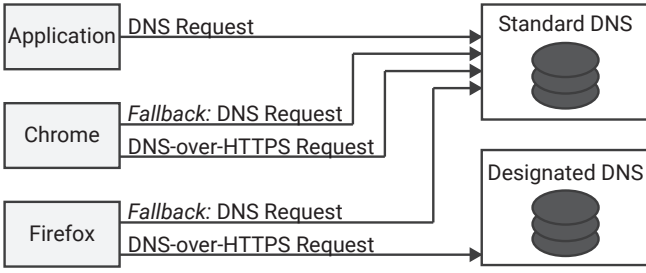 Application
DNS Request
Standard DNS
Chrome
Fallback: DNS Request
DNS-over-HTTPS Request
Designated DNS
Firefox
Fallback: DNS Request
DNS-over-HTTPS Request